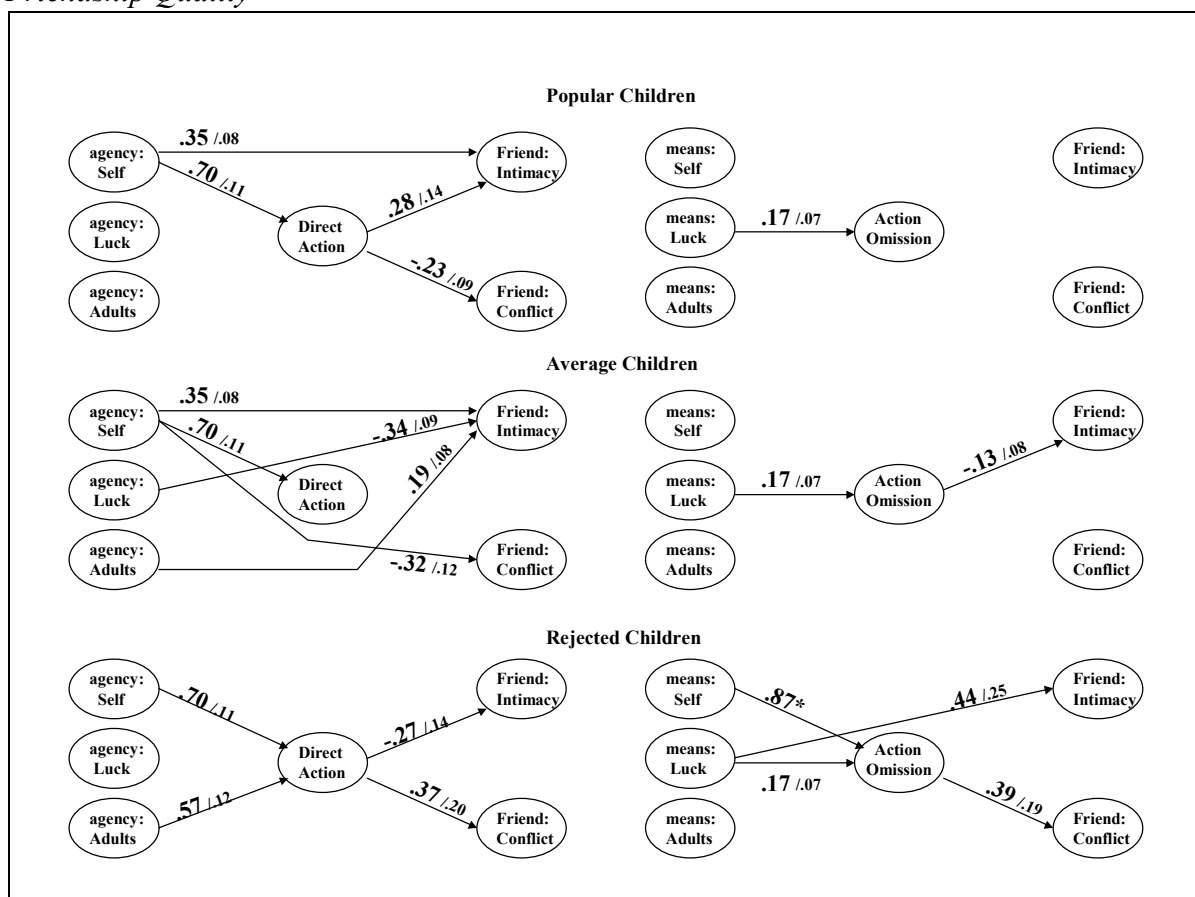 Friendship Quality
Popular Children
agency:
Self
agency:
Luck
agency:
Adults
.35 /.08
.70 /.11
Direct
Action
.28 /.14
-.23 /.09
Friend:
Intimacy
Friend:
Conflict
means:
Self
means:
Luck
means:
Adults
.17 /.07
Action
Omission
Friend:
Intimacy
Friend:
Conflict
Average Children
agency:
Self
agency:
Luck
agency:
Adults
.35 /.08
.70 /.11
-.34 /.09
.19 /.08
Direct
Action
-.32 /.12
Friend:
Intimacy
Friend:
Conflict
means:
Self
means:
Luck
means:
Adults
.17 /.07
Action
Omission
-.13 /.08
Friend:
Intimacy
Friend:
Conflict
Rejected Children
agency:
Self
agency:
Luck
agency:
Adults
.70 /.11
.57 /.12
Direct
Action
-.27 /.14
.37 /.20
Friend:
Intimacy
Friend:
Conflict
means:
Self
means:
Luck
means:
Adults
.87*
.44 /.25
.17 /.07
Action
Omission
.39 /.19
Friend:
Intimacy
Friend:
Conflict